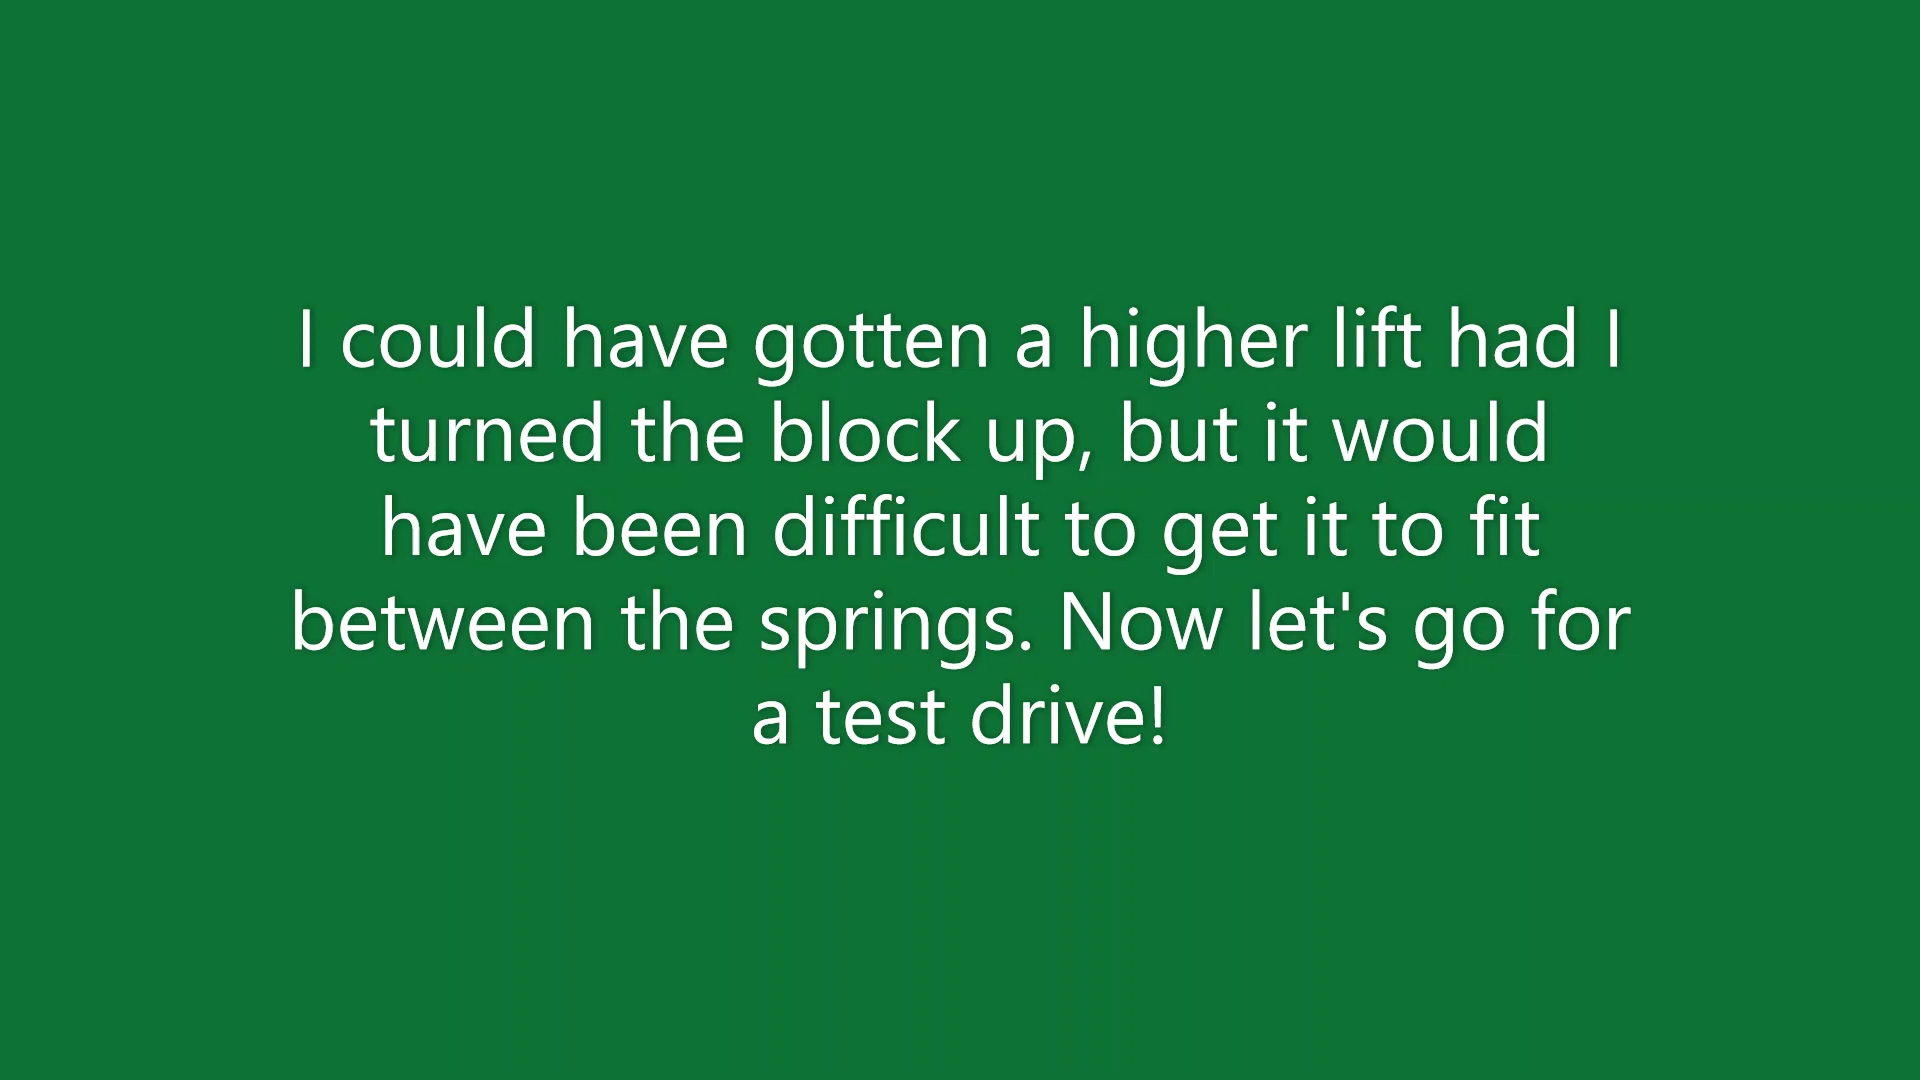 I could have gotten a higher lift had I
turned the block up, but it would
have been difficult to get it to fit
between the springs. Now let's go for
a test drive!